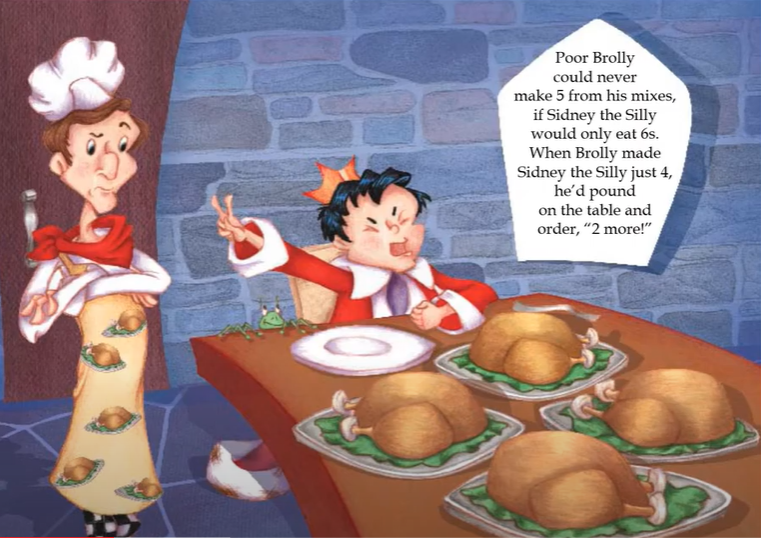 Poor Brolly
could never
make 5 from his mixes,
if Sidney the Silly
would only eat 6s.
When Brolly made
Sidney the Silly just 4,
he’d pound
on the table and
order, “2 more!”